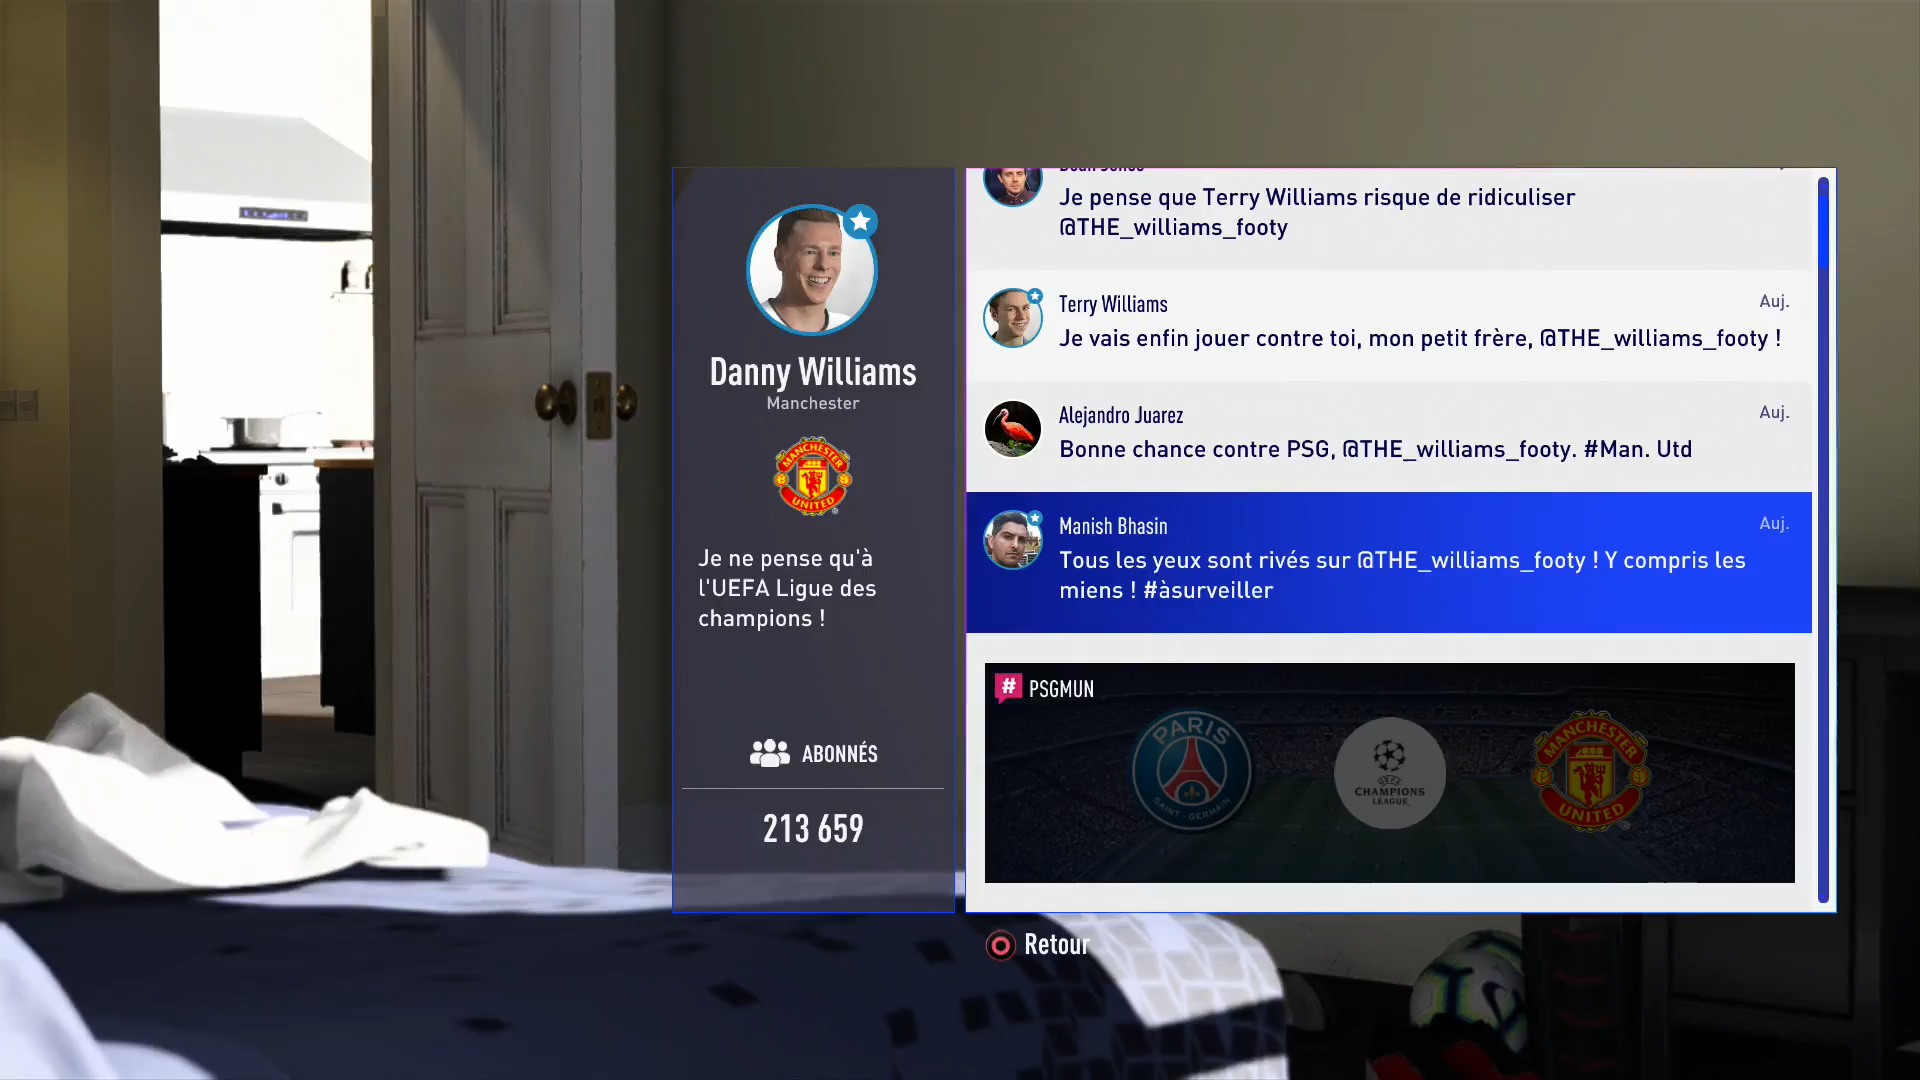 Danny Williams
Manchester
MANCHESTER
UNITED
Je ne pense qu'à
l'UEFA Ligue des
champions !
ABONNÉS
213 659
Je pense que Terry Williams risque de ridiculiser
@THE_williams_footy
Terry Williams
Auj.
Je vais enfin jouer contre toi, mon petit frère, @THE_williams_footy !
Alejandro Juarez
Auj.
Bonne chance contre PSG, @THE_williams_footy. #Man. Utd
Manish Bhasin
Auj.
Tous les yeux sont rivés sur @THE_williams_footy ! Y compris les
miens ! #àsurveiller
# PSGMUN
PARIS
SAINT-GERMAIN
UEFA
CHAMPIONS
LEAGUE
MANCHESTER
UNITED
Retour